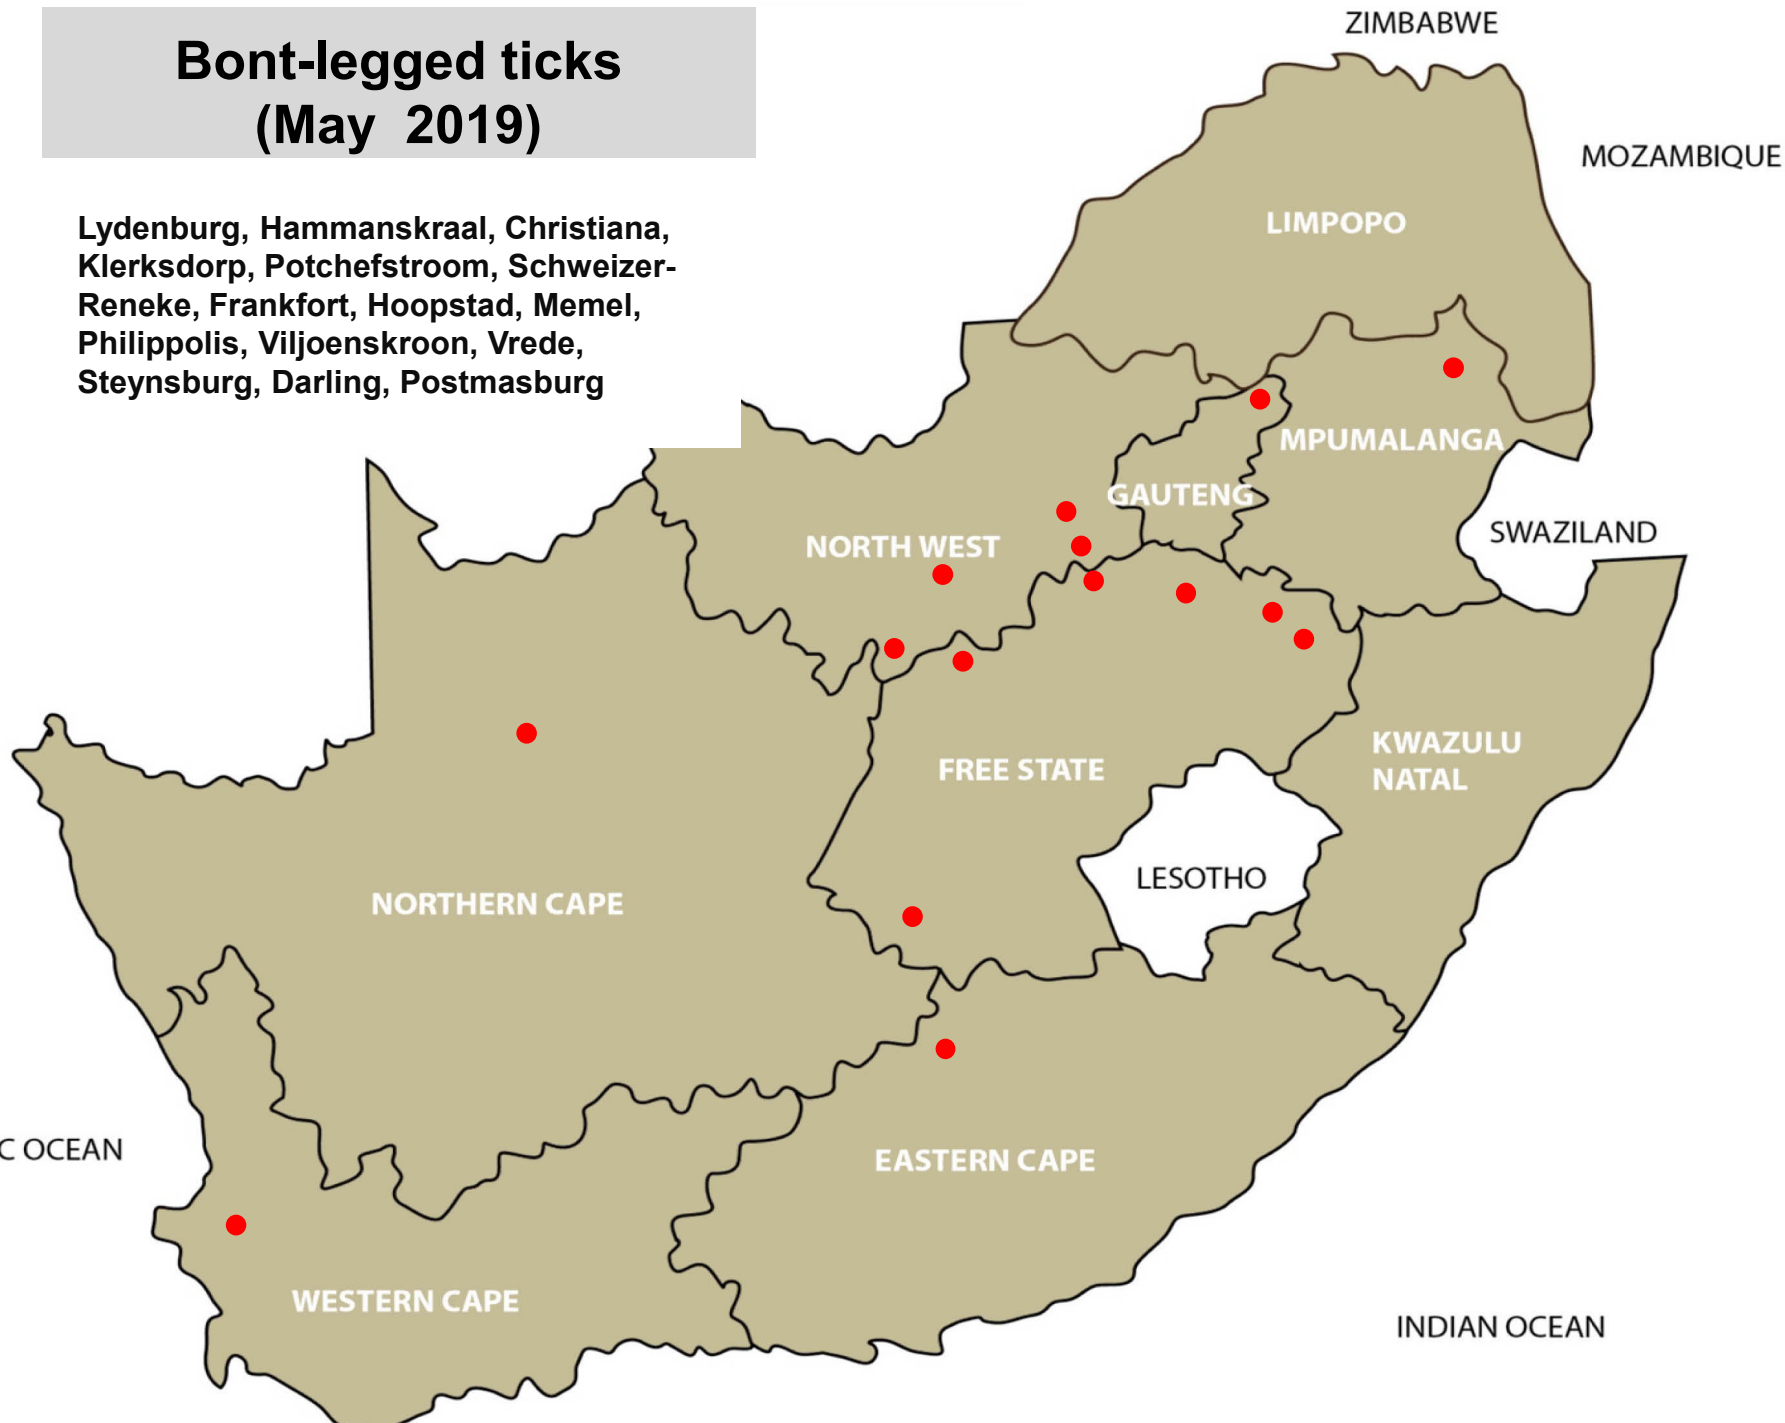 Bont-legged ticks
(May  2019)
Lydenburg, Hammanskraal, Christiana,
Klerksdorp, Potchefstroom, Schweizer-
Reneke, Frankfort, Hoopstad, Memel,
Philippolis, Viljoenskroon, Vrede,
Steynsburg, Darling, Postmasburg
ZIMBABWE
MOZAMBIQUE
LIMPOPO
MPUMALANGA
GAUTENG
SWAZILAND
NORTH WEST
KWAZULU
NATAL
FREE STATE
LESOTHO
NORTHERN CAPE
C OCEAN
EASTERN CAPE
WESTERN CAPE
INDIAN OCEAN